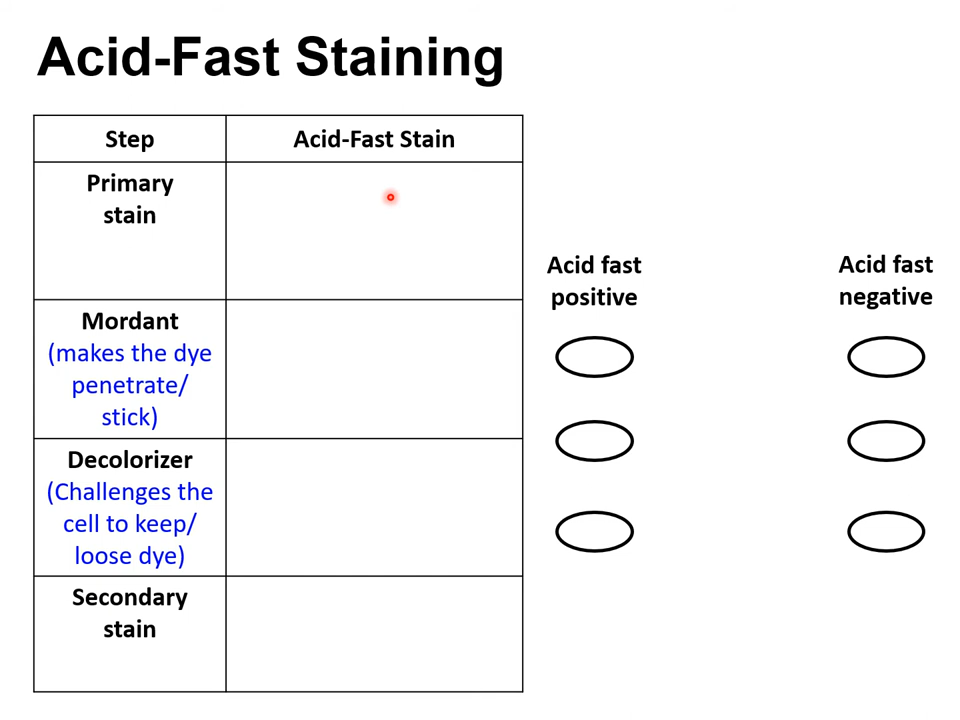 Acid-Fast Staining
Step
Acid-Fast Stain
Primary
stain
Mordant
(makes the dye
penetrate/
stick)
Decolorizer
(Challenges the
cell to keep/
loose dye)
Secondary
stain
Acid fast
positive
Acid fast
negative